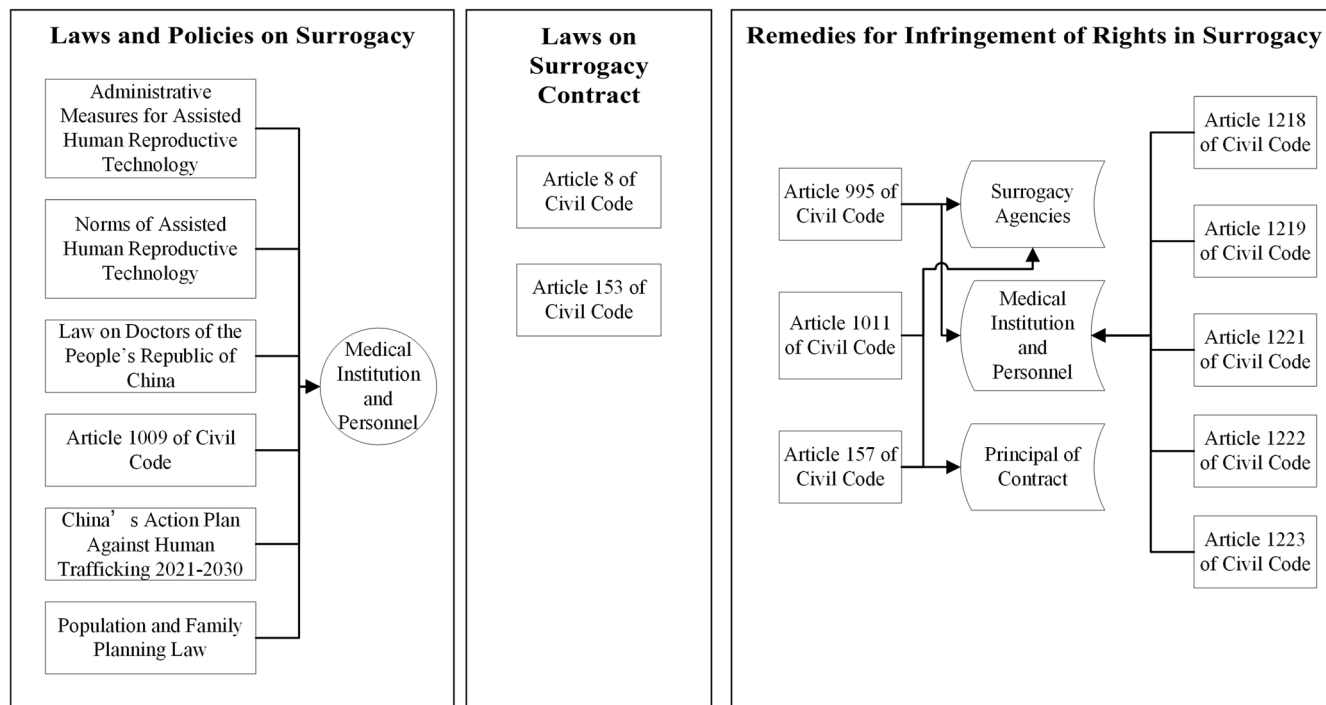 Laws and Policies on Surrogacy
Administrative
Measures for Assisted
Human Reproductive
Technology
Norms of Assisted
Human Reproductive
Technology
Law on Doctors of the
People's Republic of
China
Article 1009 of Civil
Code
China’s Action Plan
Against Human
Trafficking 2021-2030
Population and Family
Planning Law
Medical
Institution
and
Personnel
Laws on
Surrogacy
Contract
Article 8 of
Civil Code
Article 153 of
Civil Code
Remedies for Infringement of Rights in Surrogacy
Article 995 of
Civil Code
Article 1011
of Civil Code
Article 157 of
Civil Code
Surrogacy
Agencies
Medical
Institution
and
Personnel
Principal of
Contract
Article 1218
of Civil Code
Article 1219
of Civil Code
Article 1221
of Civil Code
Article 1222
of Civil Code
Article 1223
of Civil Code